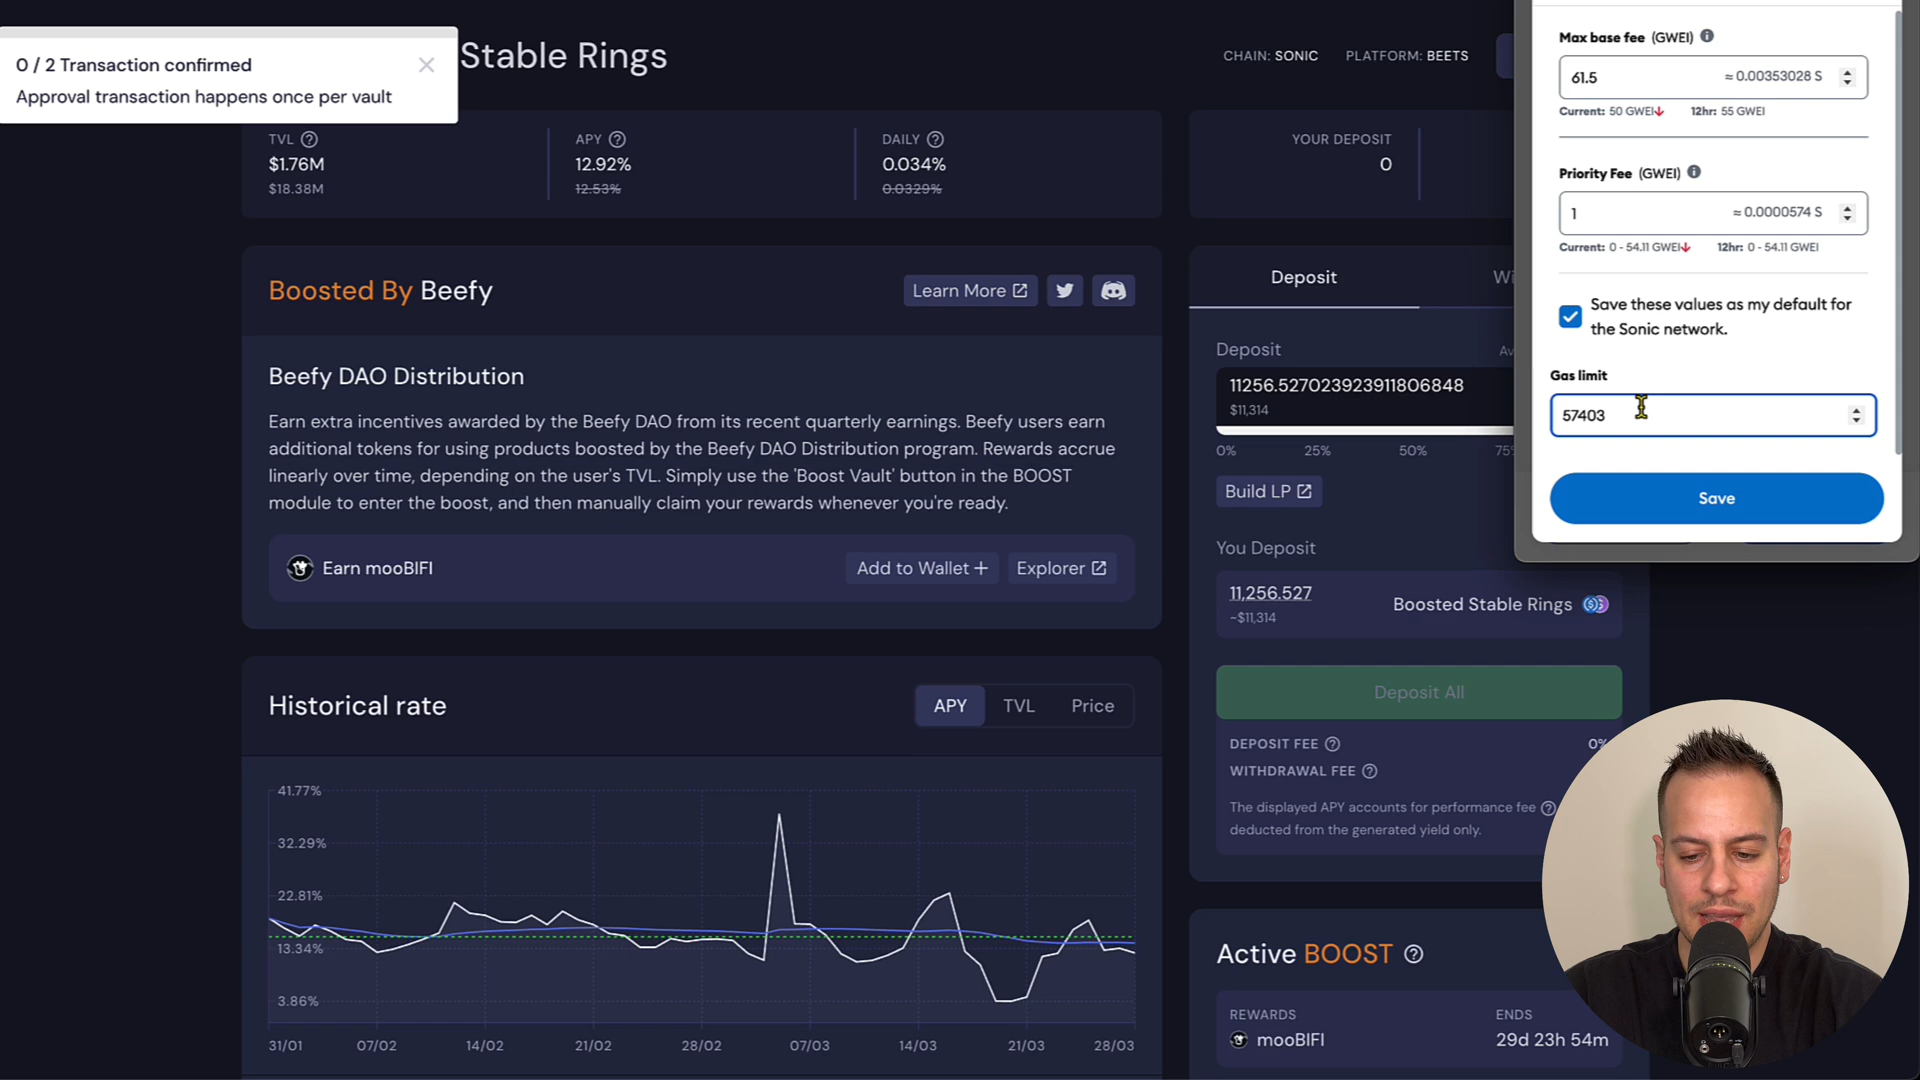 0 / 2 Transaction confirmed
Approval transaction happens once per vault
Stable Rings
CHAIN: SONIC
PLATFORM: BEETS
TVL
$1.76M
$18.38M
APY
12.92%
12.53%
DAILY
0.034%
0.0329%
YOUR DEPOSIT
0
Boosted By Beefy
Learn More
Beefy DAO Distribution
Earn extra incentives awarded by the Beefy DAO from its recent quarterly earnings. Beefy users earn
additional tokens for using products boosted by the Beefy DAO Distribution program. Rewards accrue
linearly over time, depending on the user's TVL. Simply use the 'Boost Vault' button in the BOOST
module to enter the boost, and then manually claim your rewards whenever you're ready.
Earn mooBIFI
Add to Wallet +
Explorer
Historical rate
APY
TVL
Price
41.77%
32.29%
22.81%
13.34%
3.86%
31/01
07/02
14/02
21/02
28/02
07/03
14/03
21/03
28/03
Deposit
Deposit
11256.527023923911806848
$11,314
0%
25%
50%
Build LP
You Deposit
11,256.527
~$11,314
Boosted Stable Rings
Deposit All
DEPOSIT FEE
0%
WITHDRAWAL FEE
The displayed APY accounts for performance fee
deducted from the generated yield only.
Active BOOST
REWARDS
mooBIFI
ENDS
29d 23h 54m
Max base fee (GWEI)
61.5
≈ 0.00353028 S
Current: 50 GWEI
12hr: 55 GWEI
Priority Fee (GWEI)
1
≈ 0.0000574 S
Current: 0 - 54.11 GWEI
12hr: 0 - 54.11 GWEI
Save these values as my default for
the Sonic network.
Gas limit
57403
Save